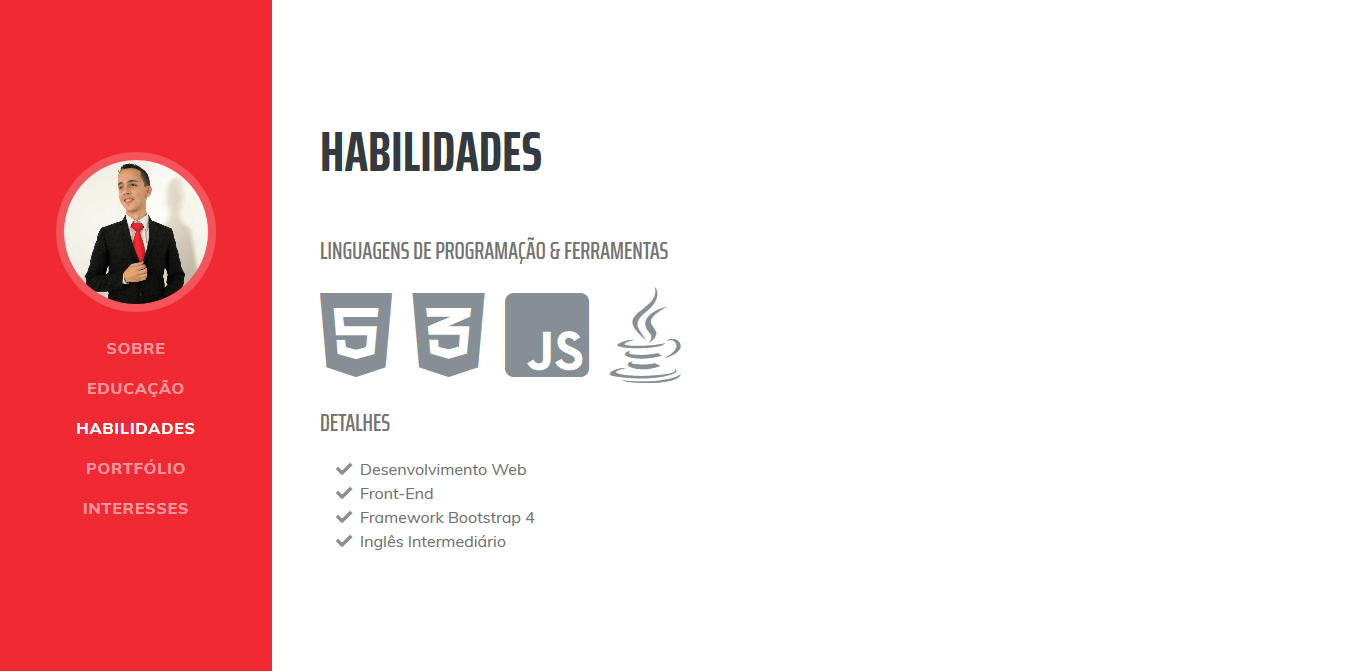 SOBRE
EDUCAÇÃO
HABILIDADES
PORTFÓLIO
INTERESSES
HABILIDADES
LINGUAGENS DE PROGRAMAÇÃO & FERRAMENTAS
5 3 JS
DETALHES
Desenvolvimento Web
Front-End
Framework Bootstrap 4
Inglês Intermediário